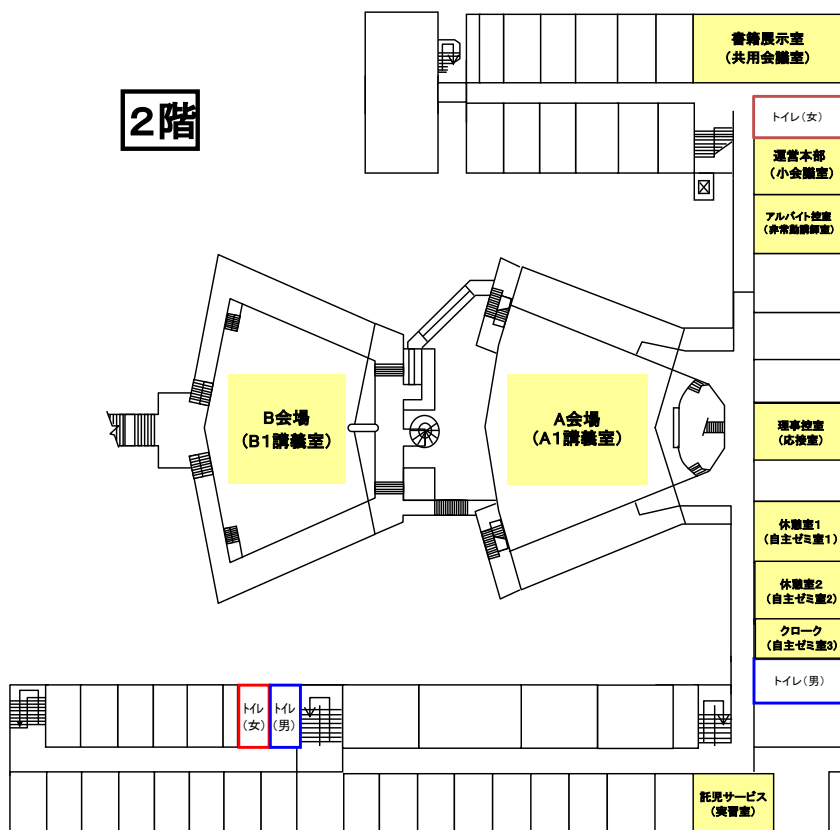 書籍展示室
(共用会議室)
2階
トイレ(女)
運営本部
(小会議室)
アルバイト控室
(非常勤講師室)
B会場
(B1講義室)
A会場
(A1講義室)
理事控室
(応接室)
休憩室1
(自主ゼミ室1)
休憩室2
(自主ゼミ室2)
クローク
(自主ゼミ室3)
トイレ(男)
トイレ
(女)
トイレ
(男)
託児サービス
(実習室)